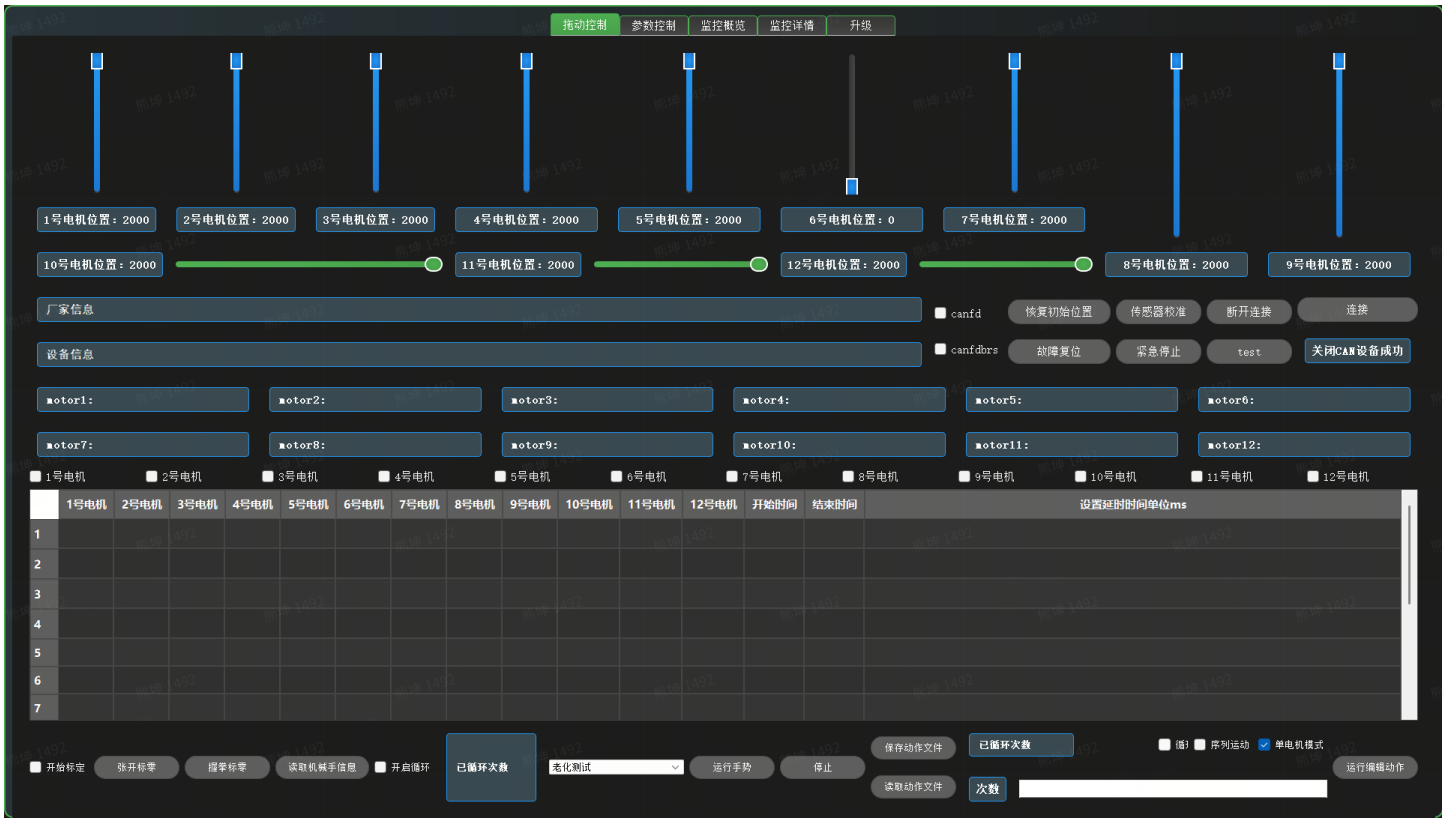 拖动控制 参数控制 监控概览 监控详情 升级
1号电机位置: 2000 2号电机位置: 2000 3号电机位置: 2000 4号电机位置: 2000 5号电机位置: 2000 6号电机位置: 0 7号电机位置: 2000
10号电机位置: 2000 11号电机位置: 2000 12号电机位置: 2000 8号电机位置: 2000 9号电机位置: 2000
厂家信息 canfd 恢复初始位置 传感器校准 断开连接 连接
设备信息 canfdbrs 故障复位 紧急停止 test 关闭CAN设备成功
motor1: motor2: motor3: motor4: motor5: motor6:
motor7: motor8: motor9: motor10: motor11: motor12:
1号电机 2号电机 3号电机 4号电机 5号电机 6号电机 7号电机 8号电机 9号电机 10号电机 11号电机 12号电机
1号电机 2号电机 3号电机 4号电机 5号电机 6号电机 7号电机 8号电机 9号电机 10号电机 11号电机 12号电机 开始时间 结束时间 设置延时时间单位ms
1
2
3
4
5
6
7
保存动作文件 已循环次数 序列运动 单电机模式
开始标定 张开标零 握拳标零 读取机械手信息 开启循环 已循环次数 老化测试 运行手势 停止 运行编辑动作
读取动作文件 次数
熊坤 1492